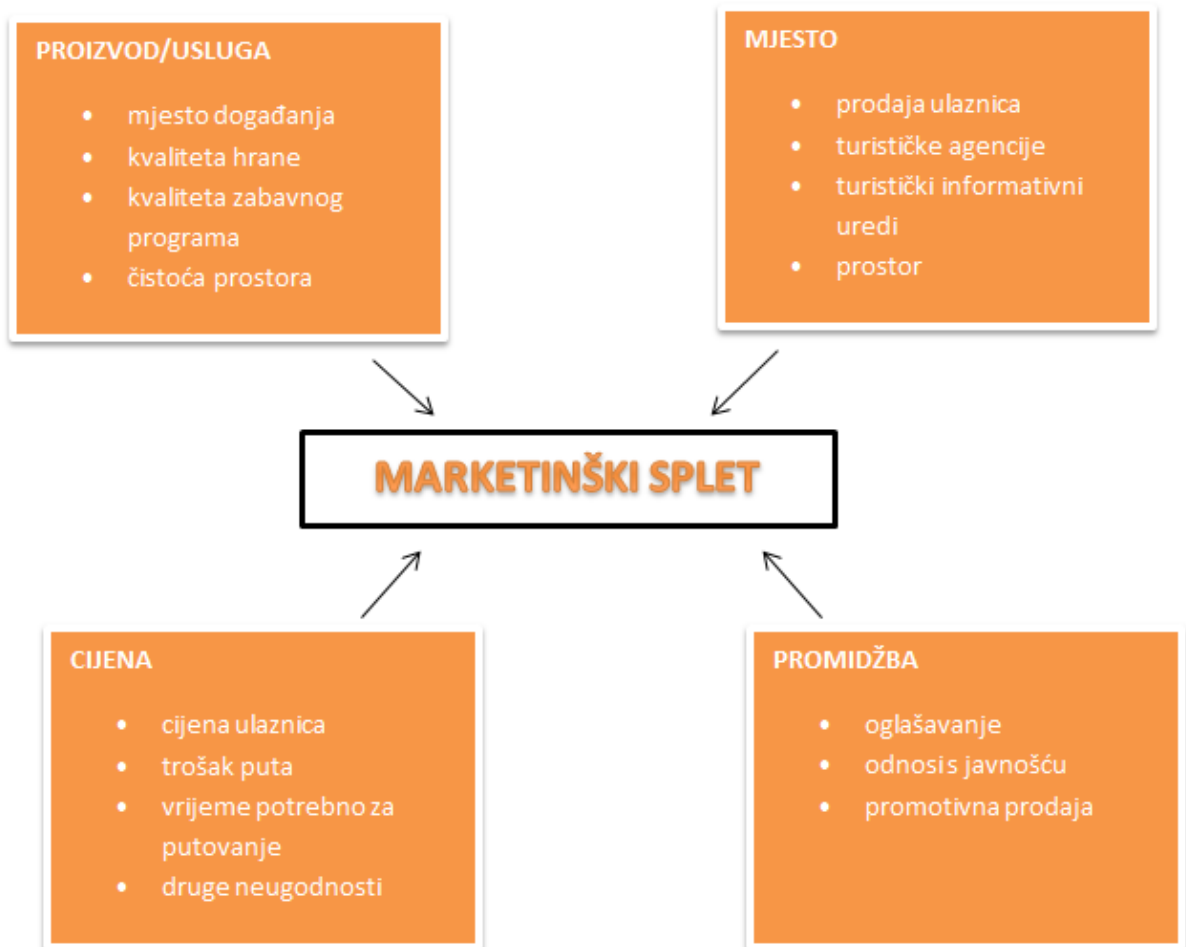 PROIZVOD/USLUGA
• mjesto događanja
• kvaliteta hrane
• kvaliteta zabavnog
programa
• čistoća prostora
MJESTO
• prodaja ulaznica
• turističke agencije
• turistički informativni
uredi
• prostor
MARKETINŠKI SPLET
CIJENA
• cijena ulaznica
• trošak puta
• vrijeme potrebno za
putovanje
• druge neugodnosti
PROMIDŽBA
• oglašavanje
• odnosi s javnošću
• promotivna prodaja